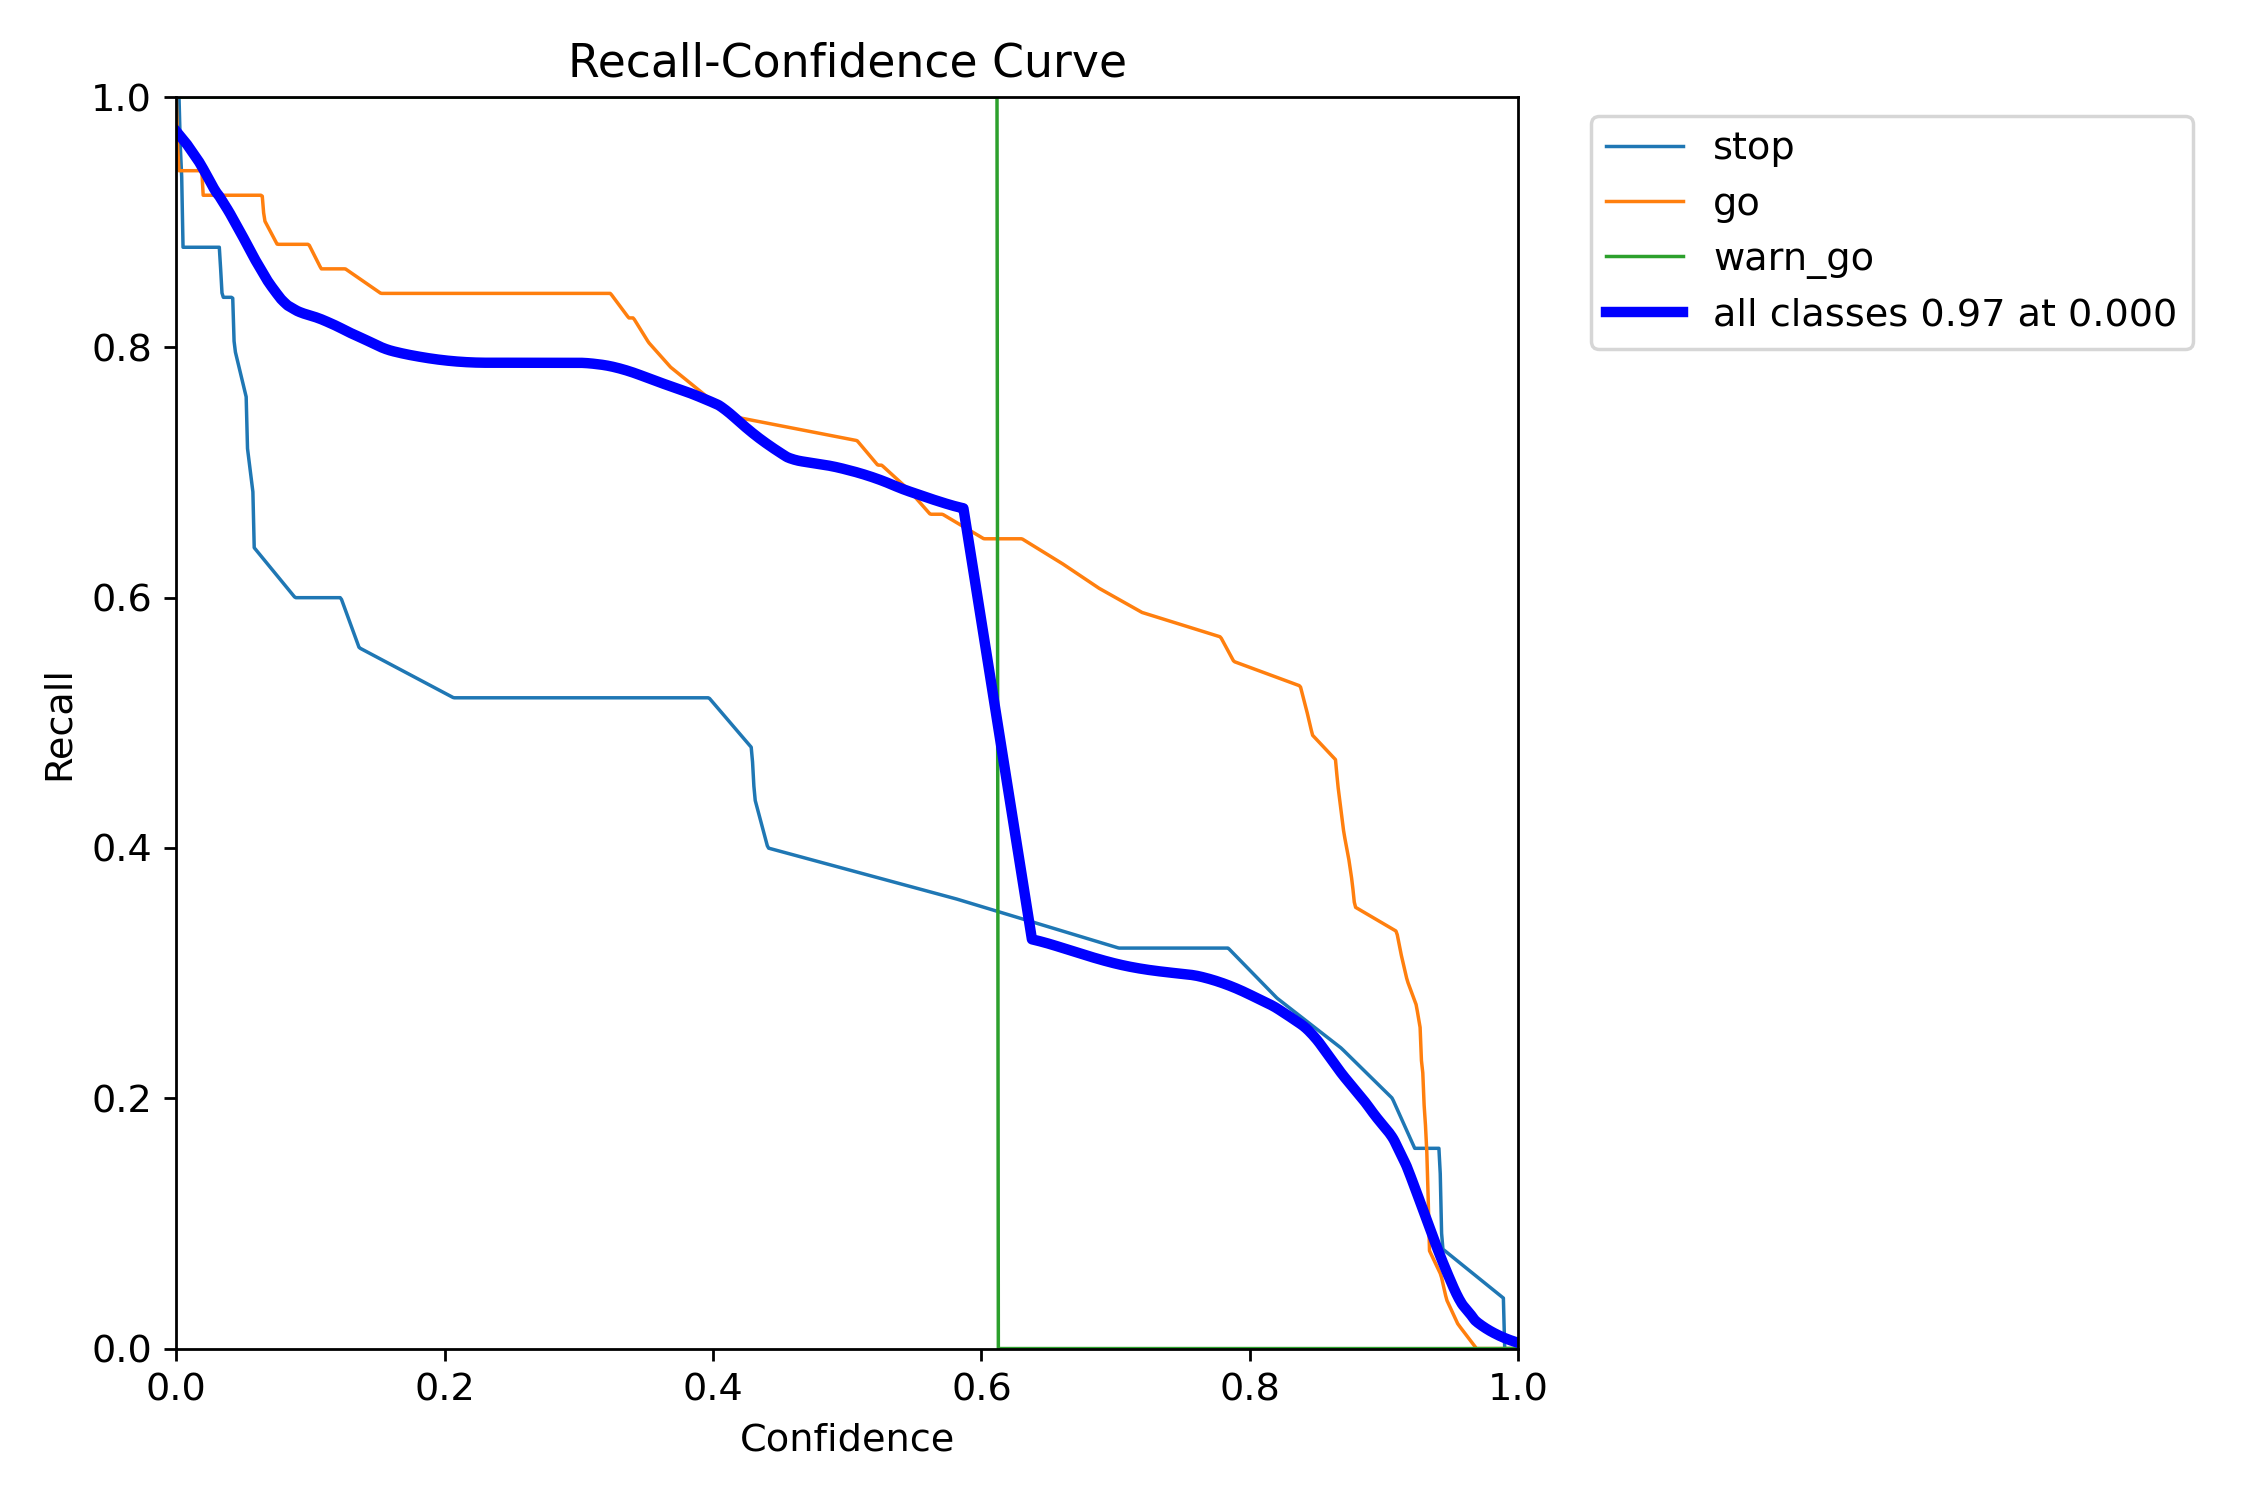 Recall-Confidence Curve
1.0
0.8
0.6
0.4
0.2
0.0
Recall
0.0 0.2 0.4 0.6 0.8 1.0
Confidence
stop
go
warn_go
all classes 0.97 at 0.000